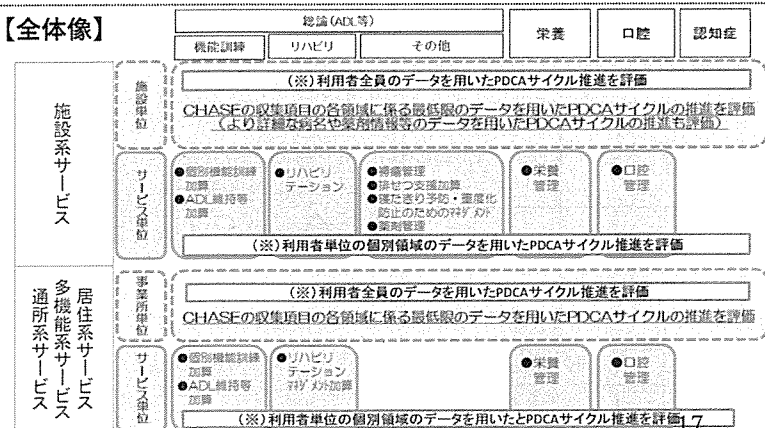 【全体像】
総論(ADL等)
栄養
口腔
認知症
機能訓練
リハビリ
その他
施設系サービス
施設単位
(※)利用者全員のデータを用いたPDCAサイクル推進を評価
CHASEの収集項目の各領域に係る最低限のデータを用いたPDCAサイクルの推進を評価
(より詳細な病名や薬剤情報等のデータを用いたPDCAサイクルの推進も評価)
サービス単位
●個別機能訓練
加算
●ADL維持等
加算
●リハビリ
テーション
●褥瘡管理
●排せつ支援加算
●寝たきり予防・重度化
防止のためのﾏﾈｼﾞﾒﾝﾄ
●薬剤管理
●栄養
管理
●口腔
管理
(※)利用者単位の個別領域のデータを用いたPDCAサイクル推進を評価
居住系サービス
多機能系サービス
通所系サービス
事業所単位
(※)利用者全員のデータを用いたPDCAサイクル推進を評価
CHASEの収集項目の各領域に係る最低限のデータを用いたPDCAサイクルの推進を評価
サービス単位
●個別機能訓練
加算
●ADL維持等
加算
●リハビリ
テーション
ﾏﾈｼﾞﾒﾝﾄ加算
●栄養
管理
●口腔
管理
(※)利用者単位の個別領域のデータを用いたとPDCAサイクル推進を評価
17